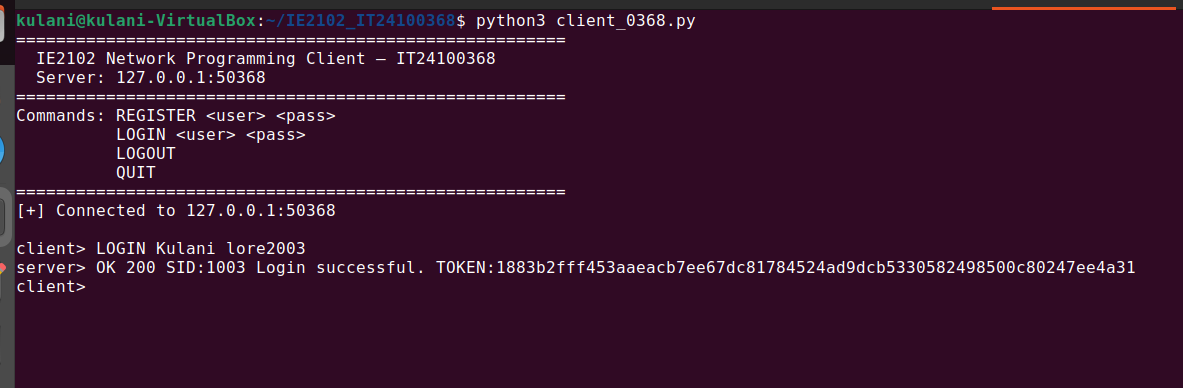 kulani@kulani-VirtualBox:~/IE2102_IT24100368$ python3 client_0368.py
=======================================================
IE2102 Network Programming Client — IT24100368
Server: 127.0.0.1:50368
=======================================================
Commands: REGISTER <user> <pass>
LOGIN <user> <pass>
LOGOUT
QUIT
=======================================================
[+] Connected to 127.0.0.1:50368
client> LOGIN Kulani lore2003
server> OK 200 SID:1003 Login successful. TOKEN:1883b2fff453aaeacb7ee67dc81784524ad9dcb5330582498500c80247ee4a31
client>